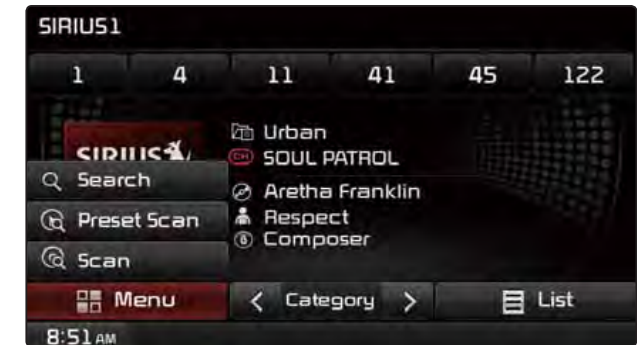 SIRIUS1
1 4 11 41 45 122
SIRIUS
Urban
CH SOUL PATROL
Aretha Franklin
Respect
Composer
Search
Preset Scan
Scan
Menu < Category > List
8:51 AM